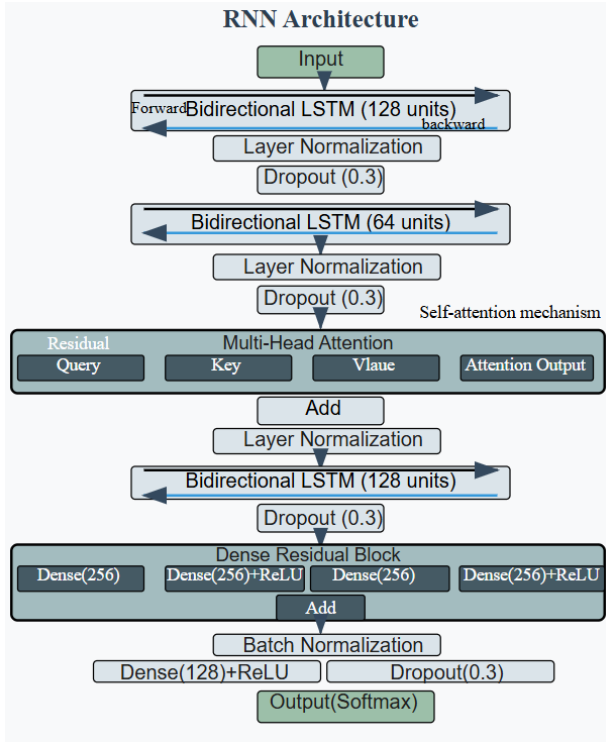 RNN Architecture
Input
Forward
Bidirectional LSTM (128 units)
backward
Layer Normalization
Dropout (0.3)
Bidirectional LSTM (64 units)
Layer Normalization
Dropout (0.3)
Self-attention mechanism
Residual
Multi-Head Attention
Query
Key
Vlaue
Attention Output
Add
Layer Normalization
Bidirectional LSTM (128 units)
Dropout (0.3)
Dense Residual Block
Dense(256)
Dense(256)+ReLU
Dense(256)
Dense(256)+ReLU
Add
Batch Normalization
Dense(128)+ReLU
Dropout(0.3)
Output(Softmax)